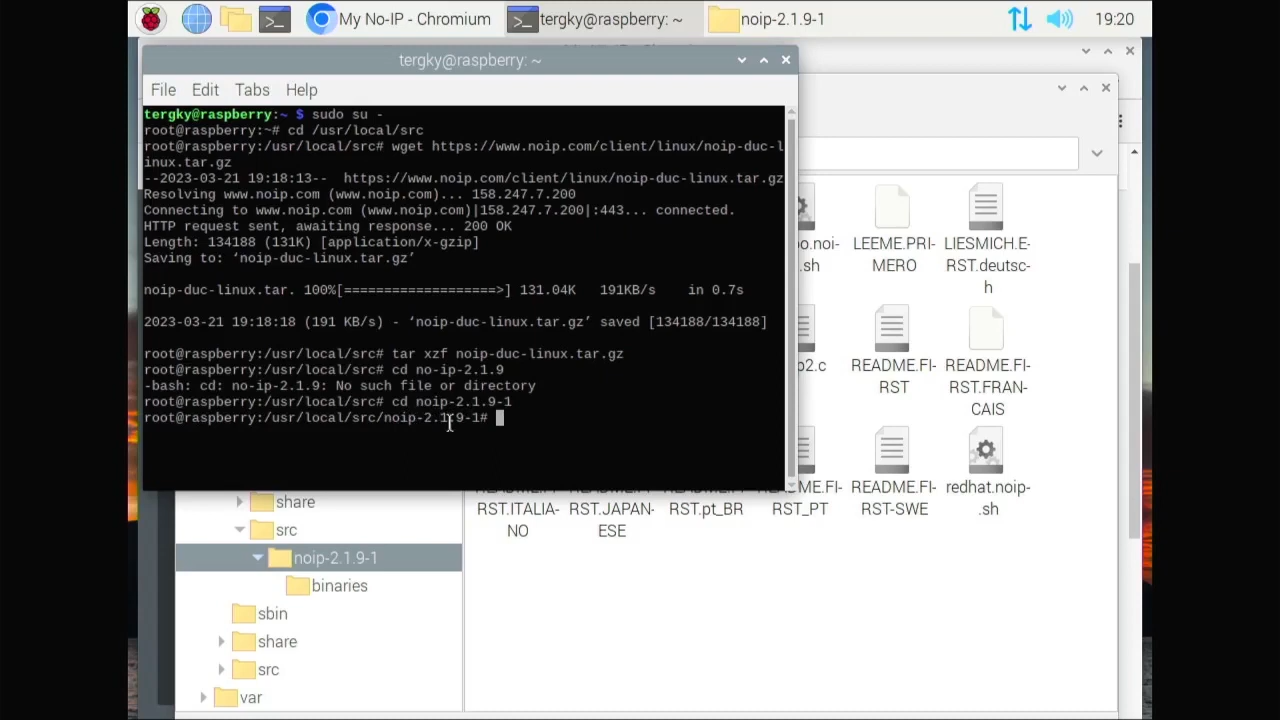 My No-IP - Chromium
tergky@raspberry: ~
noip-2.1.9-1
19:20
tergky@raspberry: ~
File Edit Tabs Help
tergky@raspberry:~ $ sudo su -
root@raspberry:~# cd /usr/local/src
root@raspberry:/usr/local/src# wget https://www.noip.com/client/linux/noip-duc-l
inux.tar.gz
--2023-03-21 19:18:13--  https://www.noip.com/client/linux/noip-duc-linux.tar.gz
Resolving www.noip.com (www.noip.com)... 158.247.7.200
Connecting to www.noip.com (www.noip.com)|158.247.7.200|:443... connected.
HTTP request sent, awaiting response... 200 OK
Length: 134188 (131K) [application/x-gzip]
Saving to: ‘noip-duc-linux.tar.gz’
noip-duc-linux.tar. 100%[===================>] 131.04K   191KB/s    in 0.7s
2023-03-21 19:18:18 (191 KB/s) - ‘noip-duc-linux.tar.gz’ saved [134188/134188]
root@raspberry:/usr/local/src# tar xzf noip-duc-linux.tar.gz
root@raspberry:/usr/local/src# cd no-ip-2.1.9
-bash: cd: no-ip-2.1.9: No such file or directory
root@raspberry:/usr/local/src# cd noip-2.1.9-1
root@raspberry:/usr/local/src/noip-2.1.9-1#
.sh
LEEME.PRI-
MERO
LIESMICH.E-
RST.deutsc-
h
README.FI-
RST
README.FI-
RST.FRAN-
CAIS
RST.ITALIA-
NO
RST.JAPAN-
ESE
RST.pt_BR
README.FI-
RST_PT
README.FI-
RST-SWE
redhat.noip-
.sh
share
src
noip-2.1.9-1
binaries
sbin
share
src
var